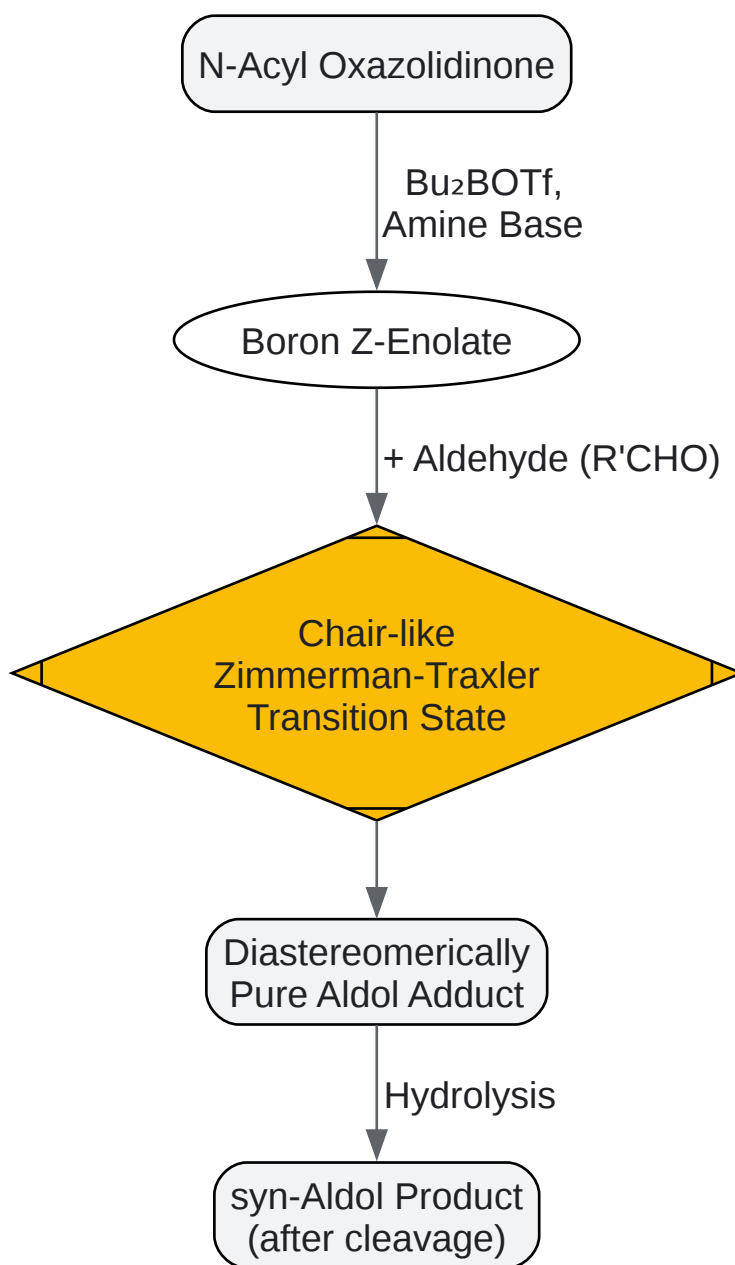 N-Acyl Oxazolidinone
Bu₂BOTf,
Amine Base
Boron Z-Enolate
+ Aldehyde (R'CHO)
Chair-like
Zimmerman-Traxler
Transition State
Diastereomerically
Pure Aldol Adduct
Hydrolysis
syn-Aldol Product
(after cleavage)